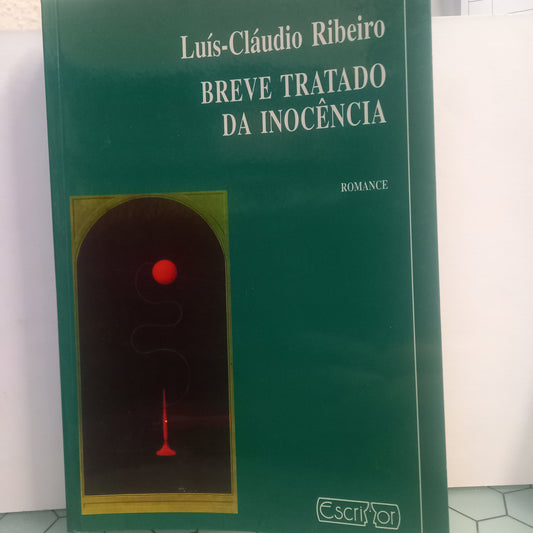 Luís-Cláudio Ribeiro
BREVE TRATADO
DA INOCÊNCIA
ROMANCE
Escritor